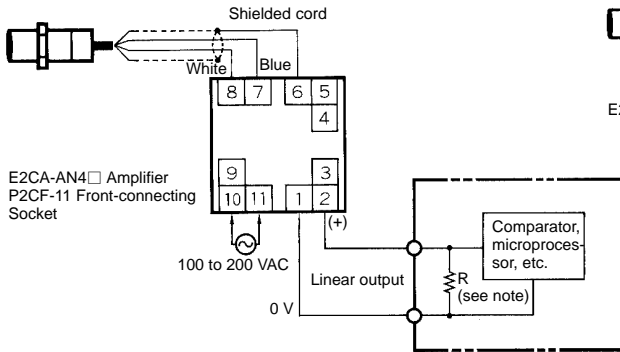 Shielded cord
White
Blue
8 7 6 5
4
9 3
10 11 1 2
(+)
E2CA-AN4□ Amplifier
P2CF-11 Front-connecting
Socket
100 to 200 VAC
Linear output
0 V
Comparator,
microproces-
sor, etc.
R
(see note)
E2